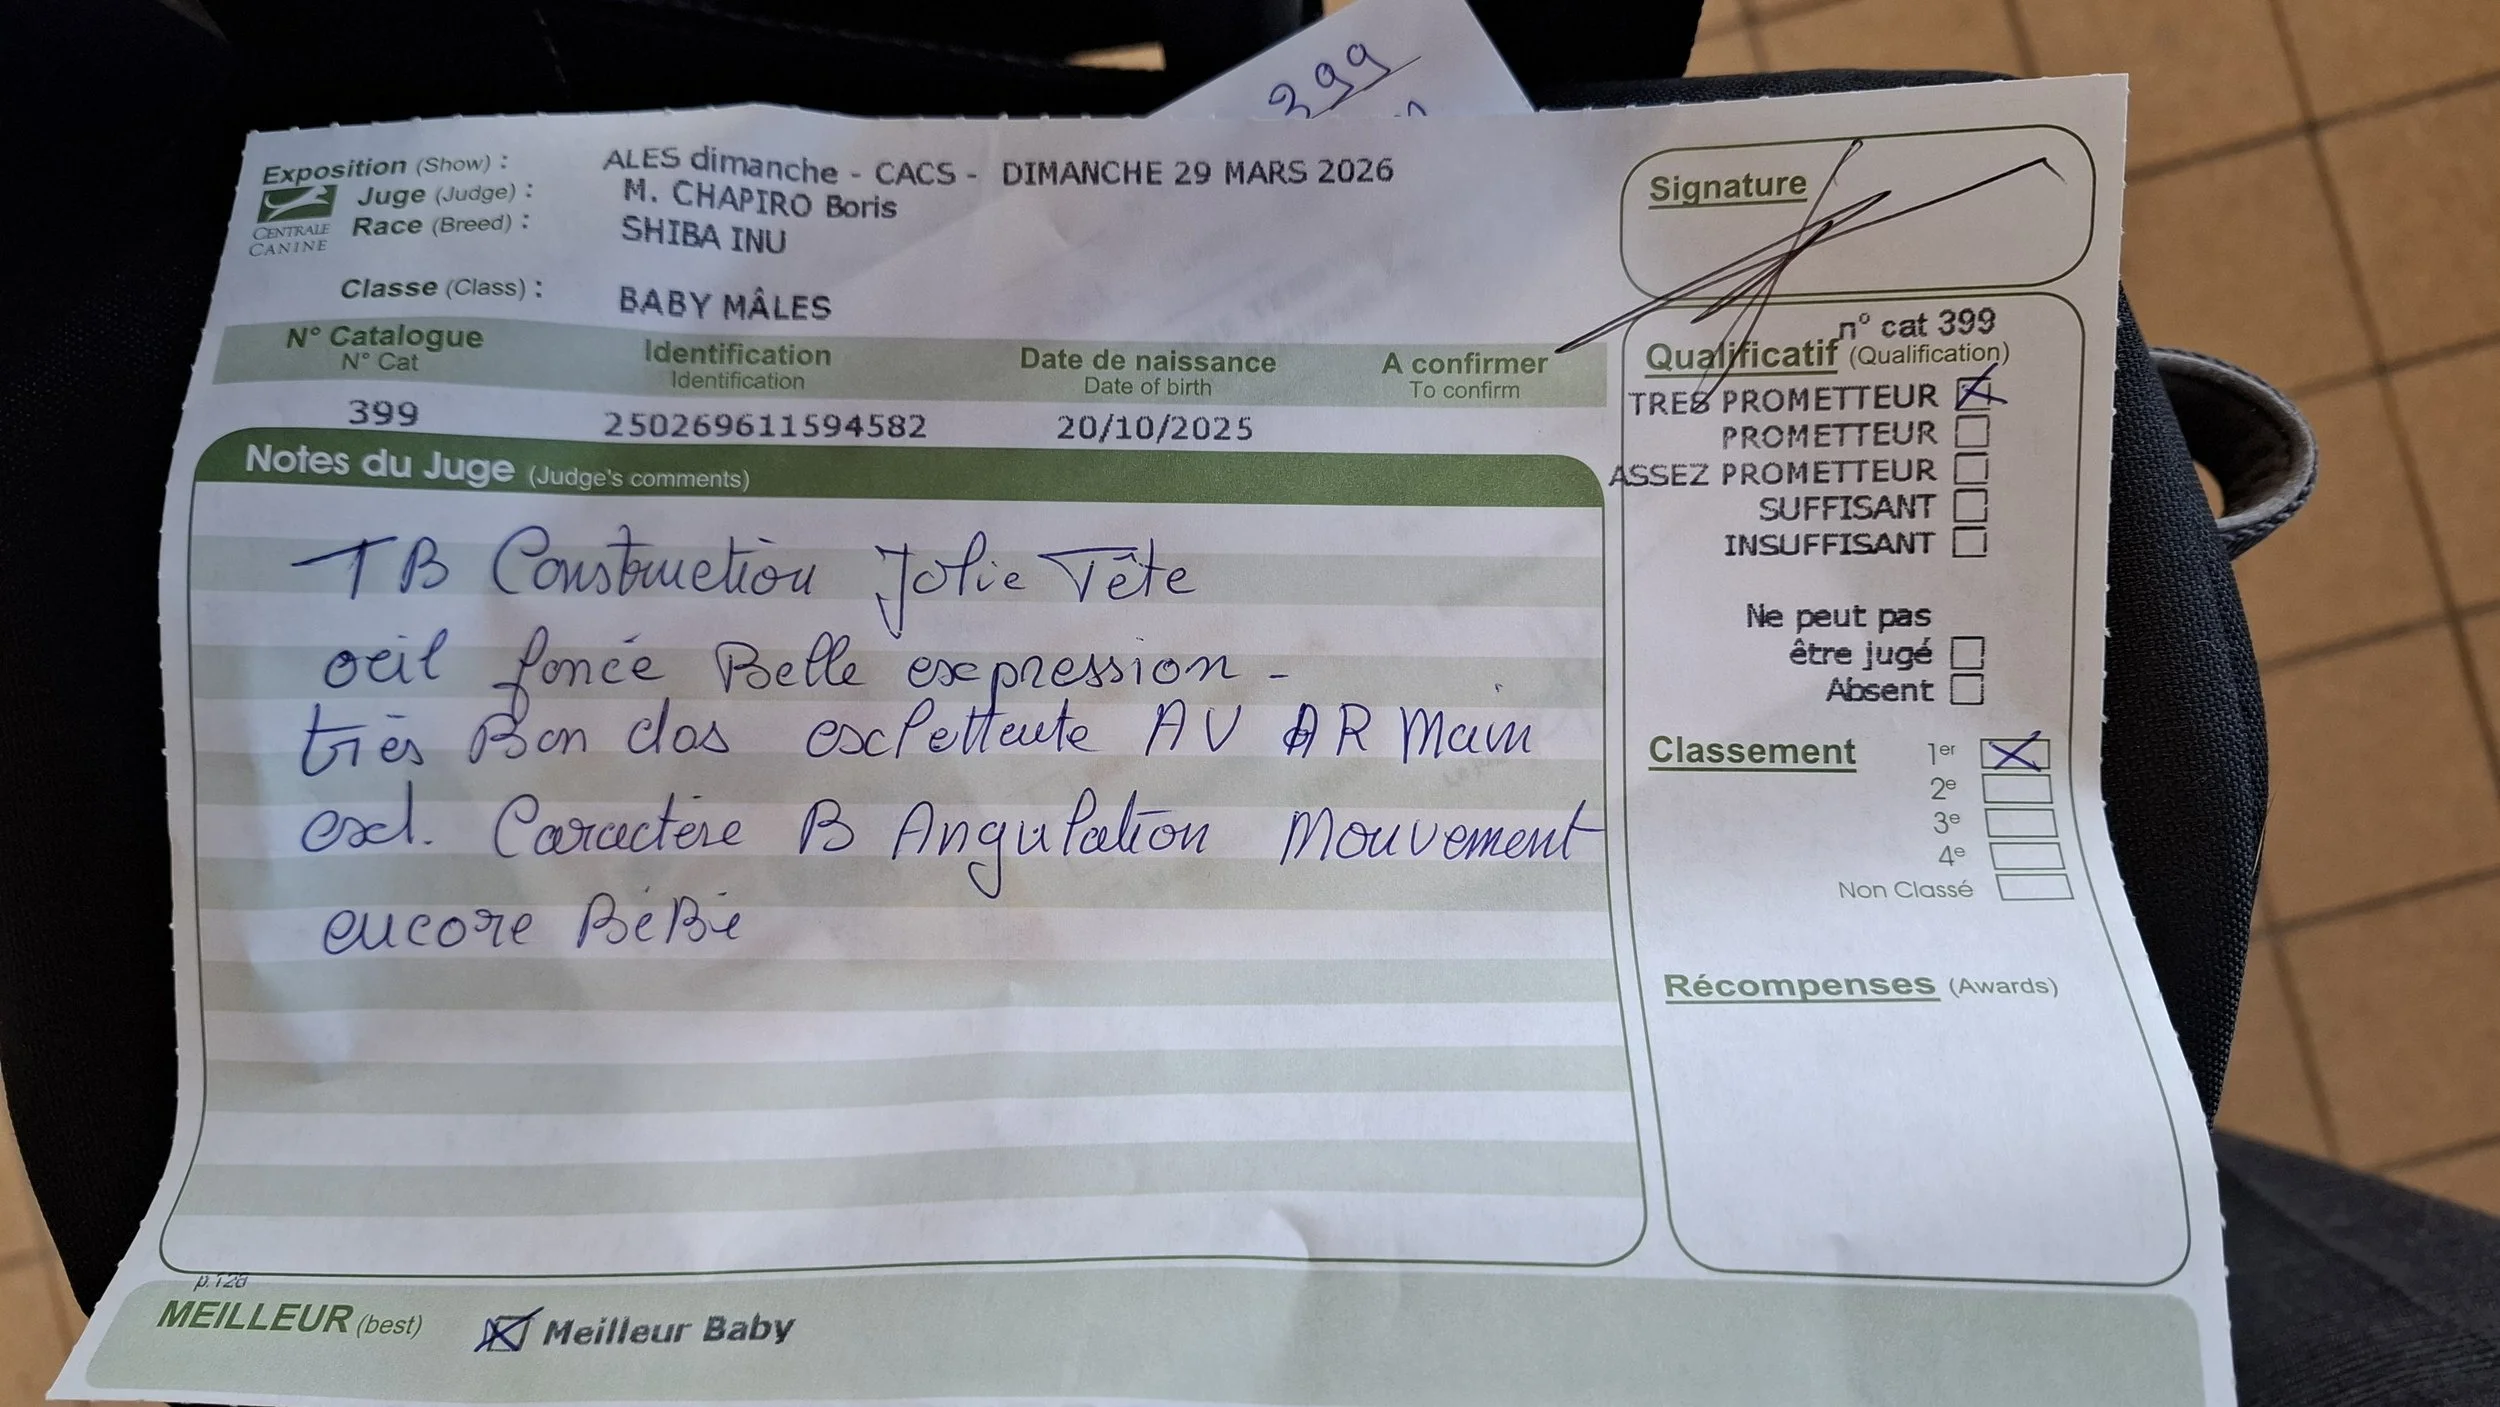 399
Exposition (Show) : ALES dimanche - CACS - DIMANCHE 29 MARS 2026
Juge (Judge) : M. CHAPIRO Boris
Race (Breed) : SHIBA INU
CENTRALE
CANINE
Classe (Class) : BABY MÂLES
N° Catalogue Identification Date de naissance A confirmer
N° Cat Identification Date of birth To confirm
399 250269611594582 20/10/2025
Notes du Juge (Judge's comments)
TB Construction Jolie Tête
oeil foncé Belle expression -
très Bon dos AV AR Main
excl. Caractère B Angulation Mouvement
encore BéBé
Signature
n° cat 399
Qualificatif (Qualification)
TRES PROMETTEUR
PROMETTEUR
ASSEZ PROMETTEUR
SUFFISANT
INSUFFISANT
Ne peut pas
être jugé
Absent
Classement 1er
2e
3e
4e
Non Classé
Récompenses (Awards)
p.128
MEILLEUR (best) Meilleur Baby